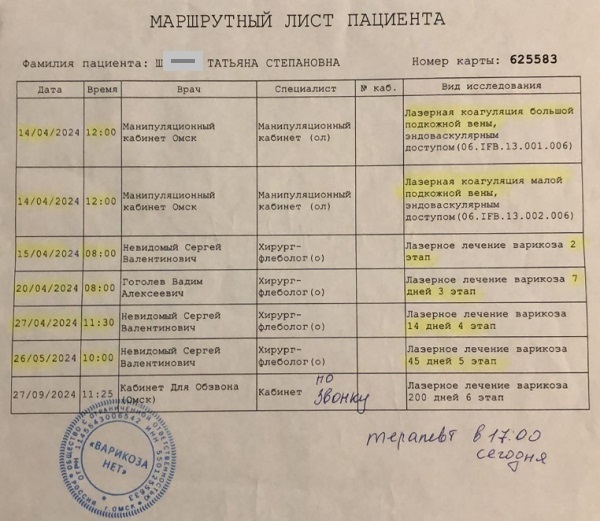 МАРШРУТНЫЙ ЛИСТ ПАЦИЕНТА
Фамилия пациента: Ш ТАТЬЯНА СТЕПАНОВНА Номер карты: 625583
Дата Время Врач Специалист № каб. Вид исследования
Лазерная коагуляция большой
подкожной вены,
14/04/2024 12:00 Манипуляционный кабинет Омск Манипуляционный кабинет (ол) эндоваскулярным
доступом(06.IFB.13.001.006)
Лазерная коагуляция малой
подкожной вены,
14/04/2024 12:00 Манипуляционный кабинет Омск Манипуляционный кабинет (ол) эндоваскулярным
доступом(06.IFB.13.002.006)
15/04/2024 08:00 Невидомый Сергей Хирург- Лазерное лечение варикоза 2
Валентинович флеболог(о) этап
20/04/2024 08:00 Гоголев Вадим Хирург- Лазерное лечение варикоза 7
Алексеевич флеболог(о) дней 3 этап
27/04/2024 11:30 Невидомый Сергей Хирург- Лазерное лечение варикоза
Валентинович флеболог(о) 14 дней 4 этап
26/05/2024 10:00 Невидомый Сергей Хирург- Лазерное лечение варикоза
Валентинович флеболог(о) 45 дней 5 этап
27/09/2024 11:25 Кабинет Для Обзвона Кабинет Лазерное лечение варикоза
(Омск) 200 дней 6 этап
по
звонку
терапевт в 17:00
сегодня
ОБЩЕСТВО С ОГРАНИЧЕННОЙ ОТВЕТСТВЕННОСТЬЮ
«ВАРИКОЗА
НЕТ»
РОССИЯ г.ОМСК